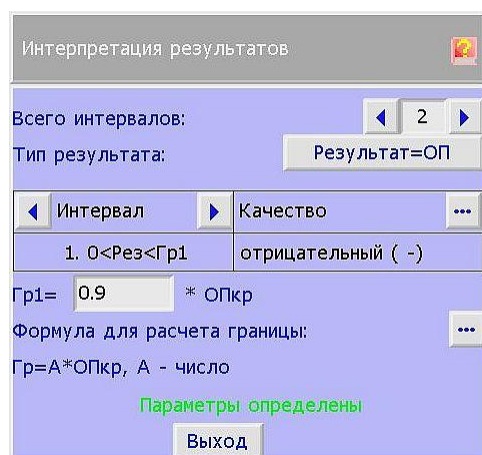 Интерпретация результатов ?
Всего интервалов: 2
Тип результата: Результат=ОП
Интервал Качество ...
1. 0<Рез<Гр1 отрицательный ( -)
Гр1= 0.9 * ОПкр
Формула для расчета границы: ...
Гр=А*ОПкр, А - число
Параметры определены
Выход